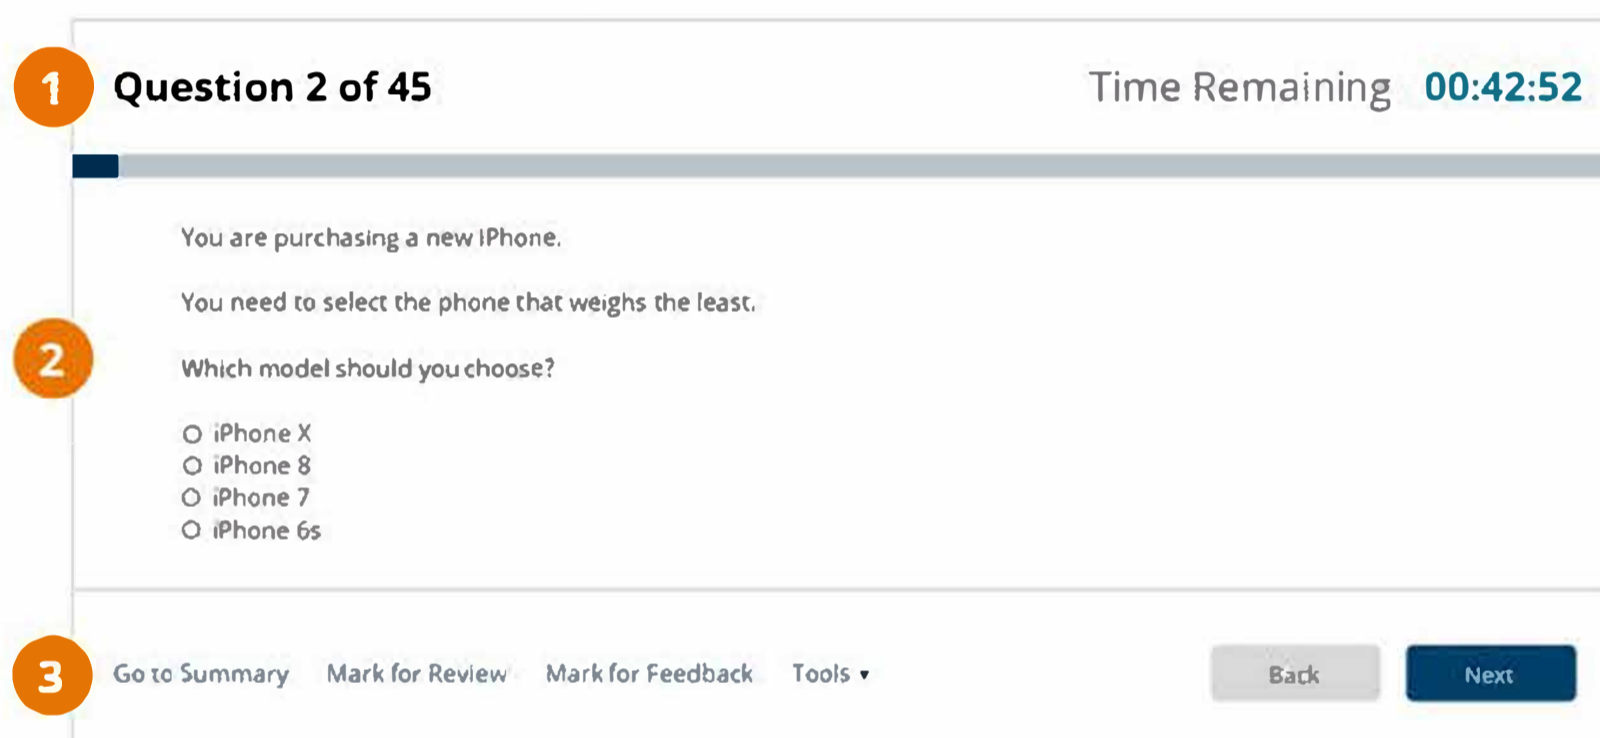 1 Question 2 of 45 Time Remaining 00:42:52
You are purchasing a new iPhone.
You need to select the phone that weighs the least.
2
Which model should you choose?
iPhone X
iPhone 8
iPhone 7
iPhone 6s
3 Go to Summary Mark for Review Mark for Feedback Tools ▾ Back Next